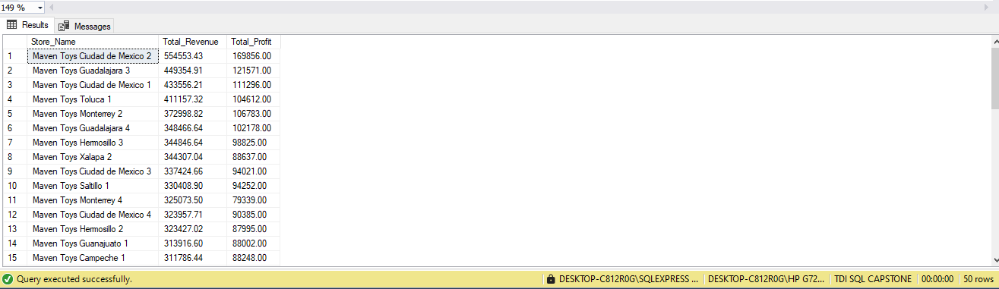 149 %
Results Messages
Store_Name Total_Revenue Total_Profit
1 Maven Toys Ciudad de Mexico 2 554553.43 169856.00
2 Maven Toys Guadalajara 3 449354.91 121571.00
3 Maven Toys Ciudad de Mexico 1 433556.21 111296.00
4 Maven Toys Toluca 1 411157.32 104612.00
5 Maven Toys Monterrey 2 372998.82 106783.00
6 Maven Toys Guadalajara 4 348466.64 102178.00
7 Maven Toys Hermosillo 3 344846.64 98825.00
8 Maven Toys Xalapa 2 344307.04 88637.00
9 Maven Toys Ciudad de Mexico 3 337424.66 94021.00
10 Maven Toys Saltillo 1 330408.90 94252.00
11 Maven Toys Monterrey 4 325073.50 79339.00
12 Maven Toys Ciudad de Mexico 4 323957.71 90385.00
13 Maven Toys Hermosillo 2 323427.02 87995.00
14 Maven Toys Guanajuato 1 313916.60 88002.00
15 Maven Toys Campeche 1 311786.44 88248.00
Query executed successfully. DESKTOP-C812R0G\SQLEXPRESS ... DESKTOP-C812R0G\HP G72... TDI SQL CAPSTONE 00:00:00 50 rows